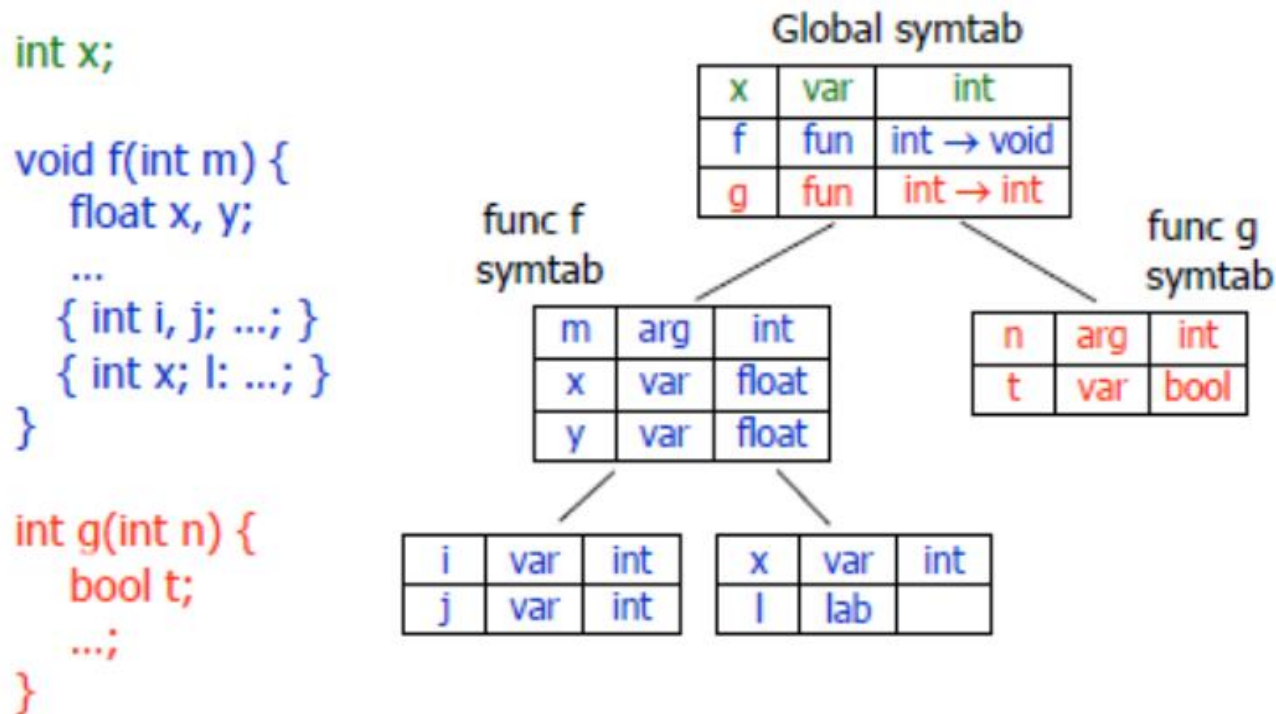 int x;
void f(int m) {
float x, y;
...
{ int i, j; ...; }
{ int x; l: ...; }
}
int g(int n) {
bool t;
...;
}
Global symtab
x var int
f fun int → void
g fun int → int
func f
symtab
m arg int
x var float
y var float
func g
symtab
n arg int
t var bool
i var int
j var int
x var int
l lab